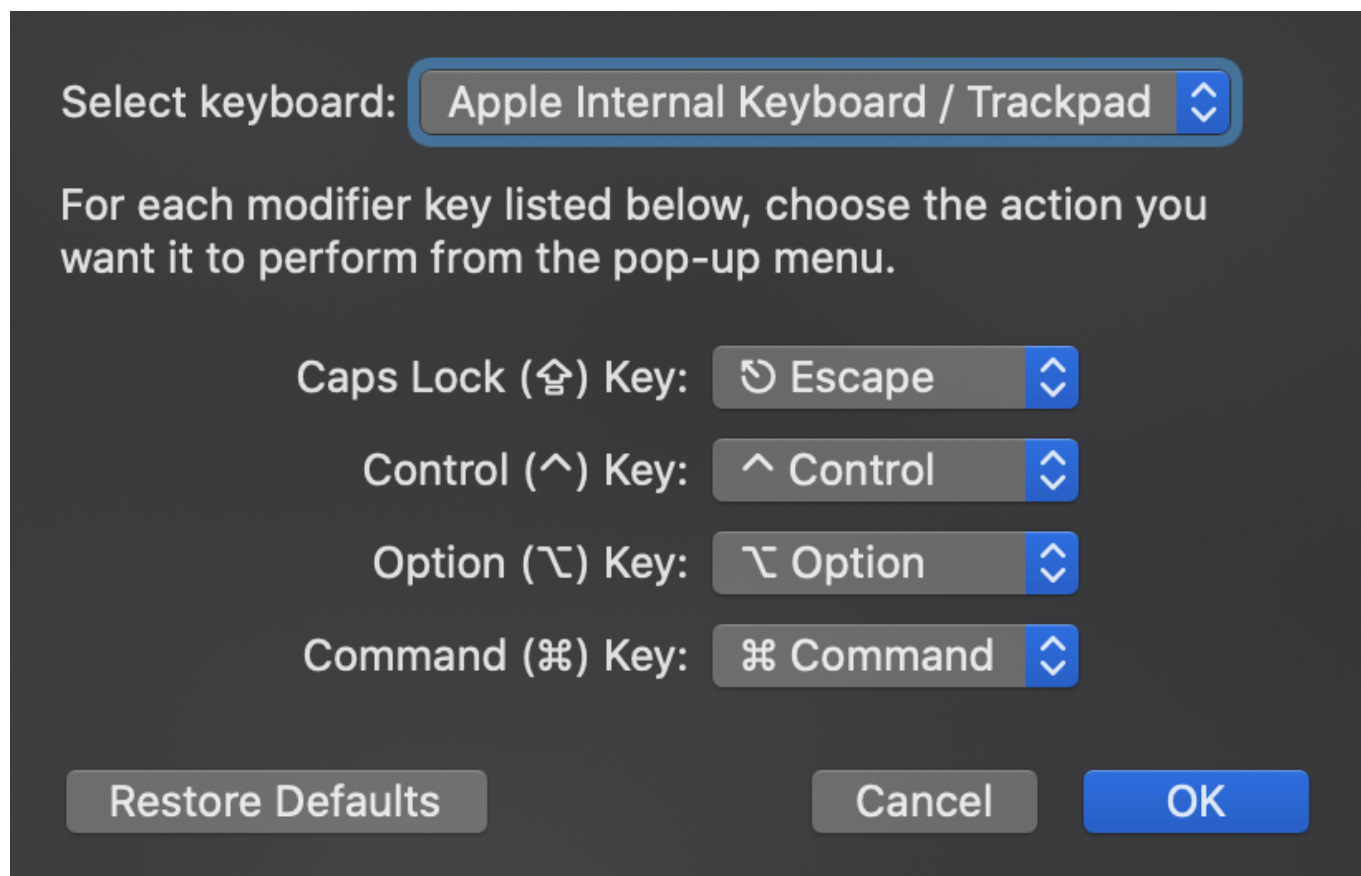 Select keyboard: Apple Internal Keyboard / Trackpad
For each modifier key listed below, choose the action you
want it to perform from the pop-up menu.
Caps Lock (⇪) Key: ⎋ Escape
Control (^) Key: ^ Control
Option (⌥) Key: ⌥ Option
Command (⌘) Key: ⌘ Command
Restore Defaults Cancel OK